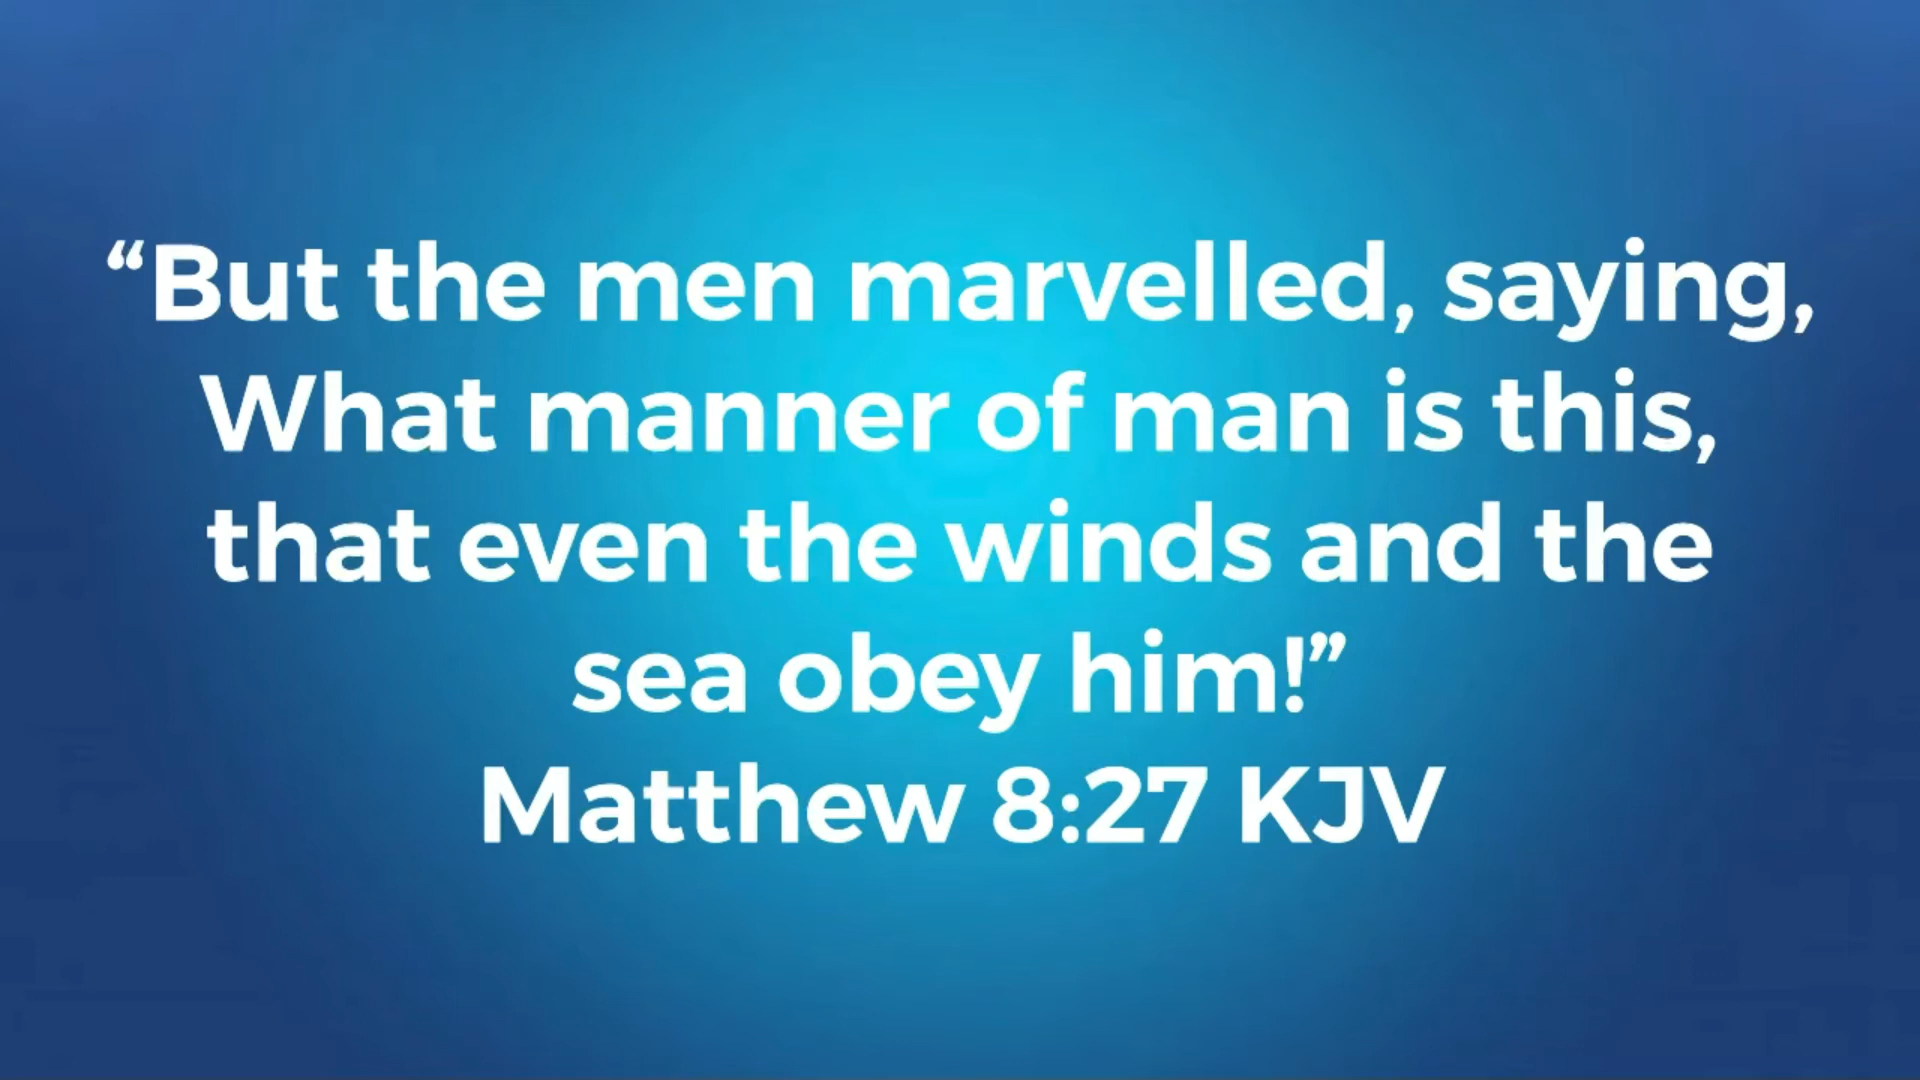 “But the men marvelled, saying,
What manner of man is this,
that even the winds and the
sea obey him!”
Matthew 8:27 KJV